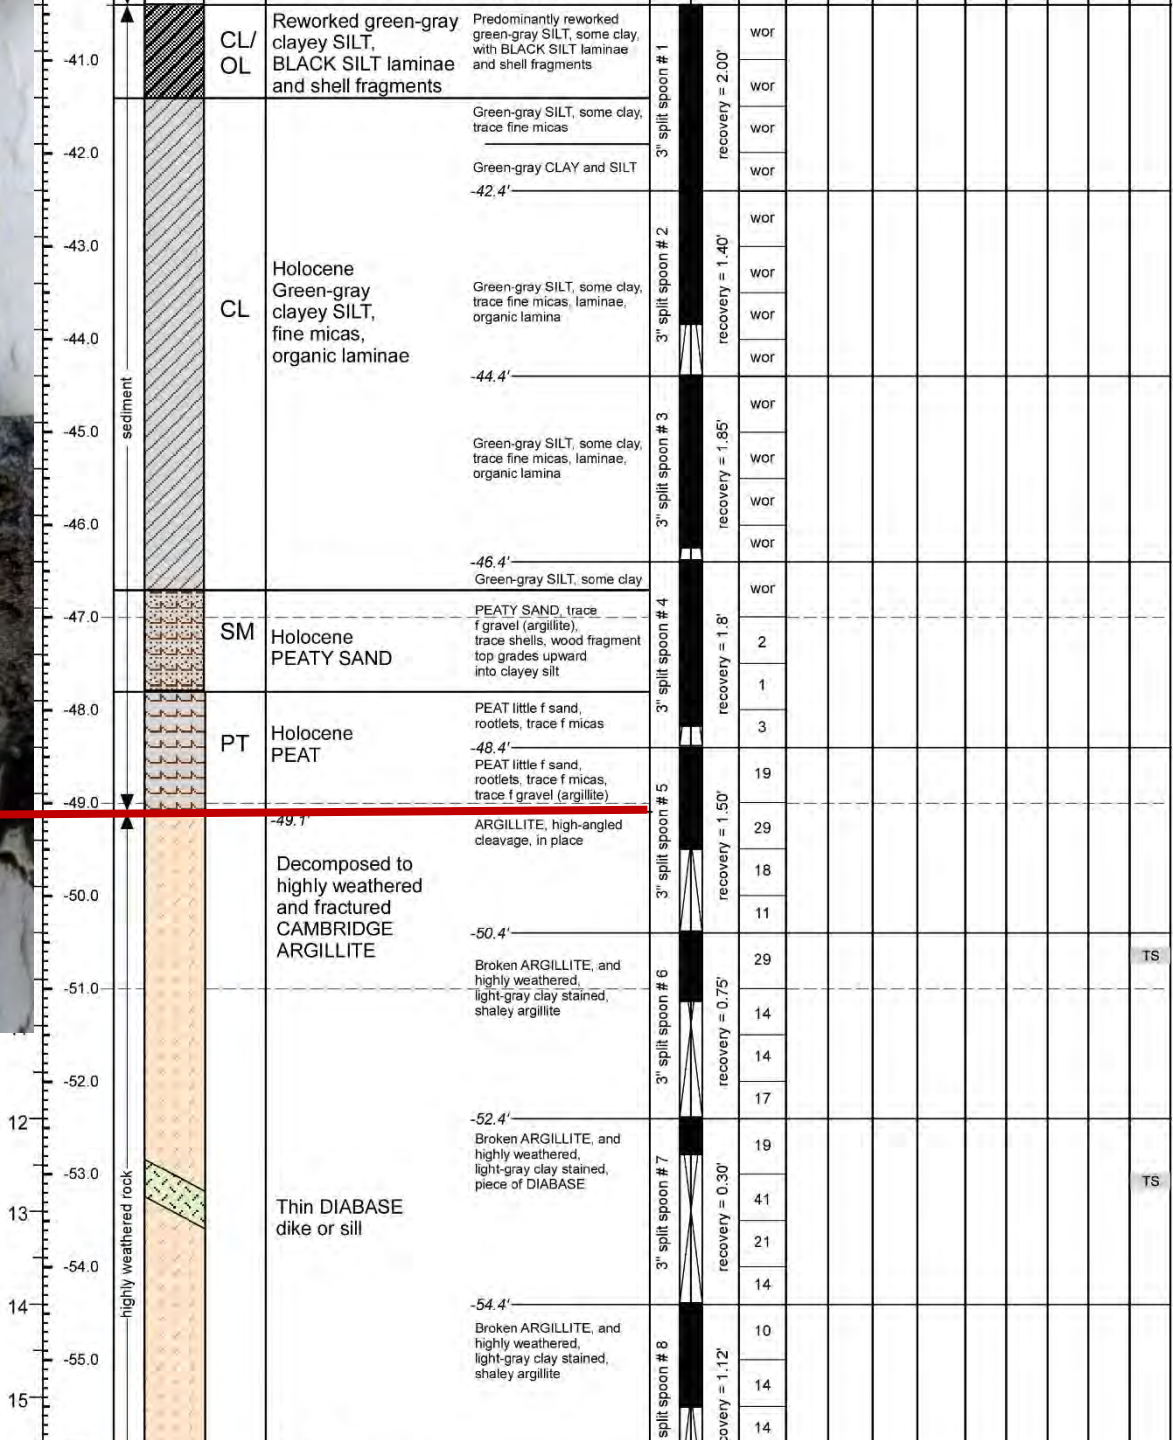 -41.0
-42.0
-43.0
-44.0
-45.0
-46.0
-47.0
-48.0
-49.0
-50.0
-51.0
-52.0
-53.0
-54.0
-55.0
12
13
14
15
sediment
highly weathered rock
CL/
OL
CL
SM
PT
Reworked green-gray
clayey SILT,
BLACK SILT laminae
and shell fragments
Holocene
Green-gray
clayey SILT,
fine micas,
organic laminae
Holocene
PEATY SAND
Holocene
PEAT
-49.1'
Decomposed to
highly weathered
and fractured
CAMBRIDGE
ARGILLITE
Thin DIABASE
dike or sill
Predominantly reworked
green-gray SILT, some clay,
with BLACK SILT laminae
and shell fragments
Green-gray SILT, some clay,
trace fine micas
Green-gray CLAY and SILT
-42.4'
Green-gray SILT, some clay,
trace fine micas, laminae,
organic lamina
-44.4'
Green-gray SILT, some clay,
trace fine micas, laminae,
organic lamina
-46.4'
Green-gray SILT, some clay
PEATY SAND, trace
f gravel (argillite),
trace shells, wood fragment
top grades upward
into clayey silt
PEAT little f sand,
rootlets, trace f micas
-48.4'
PEAT little f sand,
rootlets, trace f micas,
trace f gravel (argillite)
ARGILLITE, high-angled
cleavage, in place
-50.4'
Broken ARGILLITE, and
highly weathered,
light-gray clay stained,
shaley argillite
-52.4'
Broken ARGILLITE, and
highly weathered,
light-gray clay stained,
piece of DIABASE
-54.4'
Broken ARGILLITE, and
highly weathered,
light-gray clay stained,
shaley argillite
3" split spoon # 1
3" split spoon # 2
3" split spoon # 3
3" split spoon # 4
3" split spoon # 5
3" split spoon # 6
3" split spoon # 7
split spoon # 8
recovery = 2.00'
recovery = 1.40'
recovery = 1.85'
recovery = 1.8'
recovery = 1.50'
recovery = 0.75'
recovery = 0.30'
covery = 1.12'
wor
wor
wor
wor
wor
wor
wor
wor
wor
wor
wor
wor
wor
2
1
3
19
29
18
11
29
14
14
17
19
41
21
14
10
14
14
TS
TS